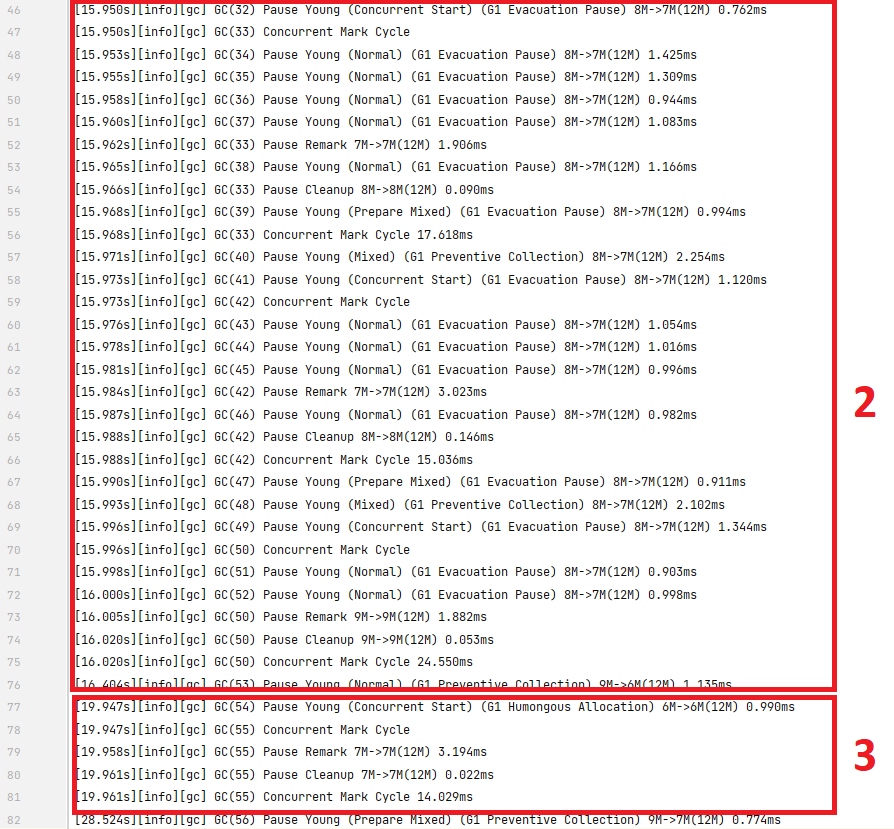 46 [15.950s][info][gc] GC(32) Pause Young (Concurrent Start) (G1 Evacuation Pause) 8M->7M(12M) 0.762ms
47 [15.950s][info][gc] GC(33) Concurrent Mark Cycle
48 [15.953s][info][gc] GC(34) Pause Young (Normal) (G1 Evacuation Pause) 8M->7M(12M) 1.425ms
49 [15.955s][info][gc] GC(35) Pause Young (Normal) (G1 Evacuation Pause) 8M->7M(12M) 1.309ms
50 [15.958s][info][gc] GC(36) Pause Young (Normal) (G1 Evacuation Pause) 8M->7M(12M) 0.944ms
51 [15.960s][info][gc] GC(37) Pause Young (Normal) (G1 Evacuation Pause) 8M->7M(12M) 1.083ms
52 [15.962s][info][gc] GC(33) Pause Remark 7M->7M(12M) 1.906ms
53 [15.965s][info][gc] GC(38) Pause Young (Normal) (G1 Evacuation Pause) 8M->7M(12M) 1.166ms
54 [15.966s][info][gc] GC(33) Pause Cleanup 8M->8M(12M) 0.090ms
55 [15.968s][info][gc] GC(39) Pause Young (Prepare Mixed) (G1 Evacuation Pause) 8M->7M(12M) 0.994ms
56 [15.968s][info][gc] GC(33) Concurrent Mark Cycle 17.618ms
57 [15.971s][info][gc] GC(40) Pause Young (Mixed) (G1 Preventive Collection) 8M->7M(12M) 2.254ms
58 [15.973s][info][gc] GC(41) Pause Young (Concurrent Start) (G1 Evacuation Pause) 8M->7M(12M) 1.120ms
59 [15.973s][info][gc] GC(42) Concurrent Mark Cycle
60 [15.976s][info][gc] GC(43) Pause Young (Normal) (G1 Evacuation Pause) 8M->7M(12M) 1.054ms
61 [15.978s][info][gc] GC(44) Pause Young (Normal) (G1 Evacuation Pause) 8M->7M(12M) 1.016ms
62 [15.981s][info][gc] GC(45) Pause Young (Normal) (G1 Evacuation Pause) 8M->7M(12M) 0.996ms
63 [15.984s][info][gc] GC(42) Pause Remark 7M->7M(12M) 3.023ms
64 [15.987s][info][gc] GC(46) Pause Young (Normal) (G1 Evacuation Pause) 8M->7M(12M) 0.982ms
2
65 [15.988s][info][gc] GC(42) Pause Cleanup 8M->8M(12M) 0.146ms
66 [15.988s][info][gc] GC(42) Concurrent Mark Cycle 15.036ms
67 [15.990s][info][gc] GC(47) Pause Young (Prepare Mixed) (G1 Evacuation Pause) 8M->7M(12M) 0.911ms
68 [15.993s][info][gc] GC(48) Pause Young (Mixed) (G1 Preventive Collection) 8M->7M(12M) 2.102ms
69 [15.996s][info][gc] GC(49) Pause Young (Concurrent Start) (G1 Evacuation Pause) 8M->7M(12M) 1.344ms
70 [15.996s][info][gc] GC(50) Concurrent Mark Cycle
71 [15.998s][info][gc] GC(51) Pause Young (Normal) (G1 Evacuation Pause) 8M->7M(12M) 0.903ms
72 [16.000s][info][gc] GC(52) Pause Young (Normal) (G1 Evacuation Pause) 8M->7M(12M) 0.998ms
73 [16.005s][info][gc] GC(50) Pause Remark 9M->9M(12M) 1.882ms
74 [16.020s][info][gc] GC(50) Pause Cleanup 9M->9M(12M) 0.053ms
75 [16.020s][info][gc] GC(50) Concurrent Mark Cycle 24.550ms
76 [16.404s][info][gc] GC(53) Pause Young (Normal) (G1 Preventive Collection) 9M->6M(12M) 1.135ms
77 [19.947s][info][gc] GC(54) Pause Young (Concurrent Start) (G1 Humongous Allocation) 6M->6M(12M) 0.990ms
78 [19.947s][info][gc] GC(55) Concurrent Mark Cycle
79 [19.958s][info][gc] GC(55) Pause Remark 7M->7M(12M) 3.194ms
3
80 [19.961s][info][gc] GC(55) Pause Cleanup 7M->7M(12M) 0.022ms
81 [19.961s][info][gc] GC(55) Concurrent Mark Cycle 14.029ms
82 [28.524s][info][gc] GC(56) Pause Young (Prepare Mixed) (G1 Preventive Collection) 9M->7M(12M) 0.774ms